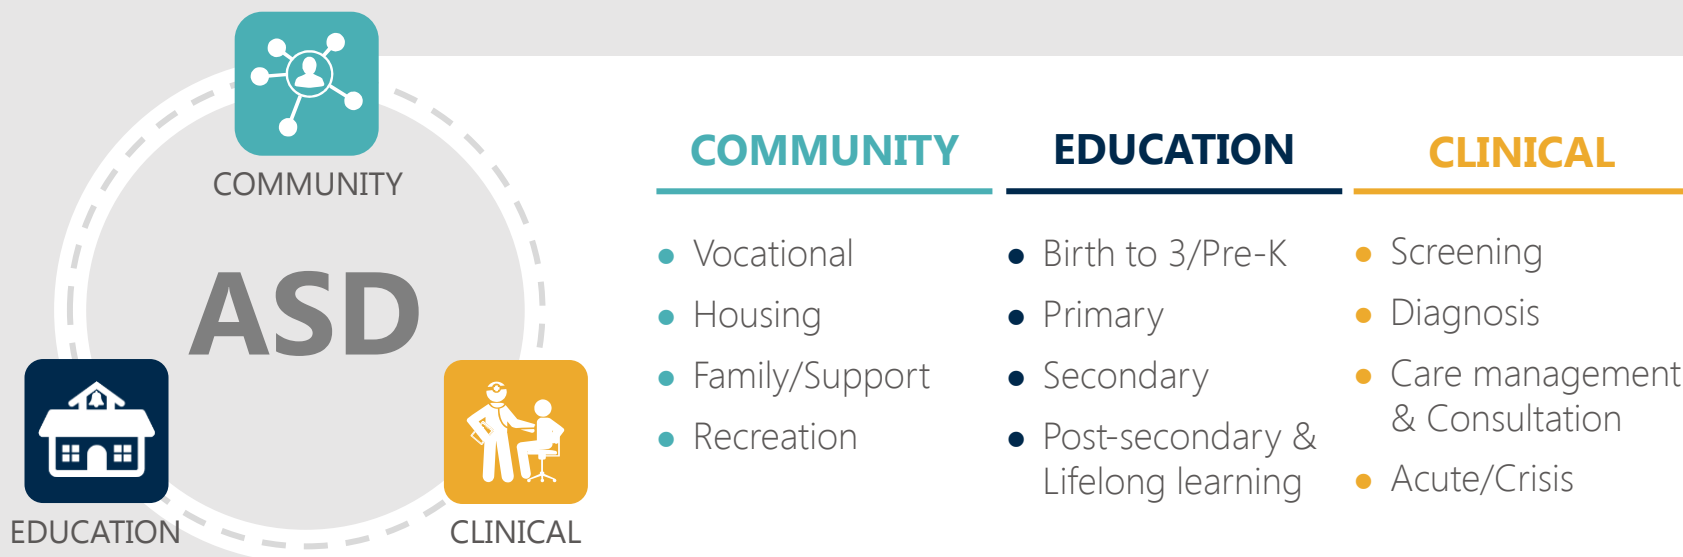 COMMUNITY
ASD
EDUCATION
CLINICAL
COMMUNITY
• Vocational
• Housing
• Family/Support
• Recreation
EDUCATION
• Birth to 3/Pre-K
• Primary
• Secondary
• Post-secondary &
Lifelong learning
CLINICAL
• Screening
• Diagnosis
• Care management
& Consultation
• Acute/Crisis